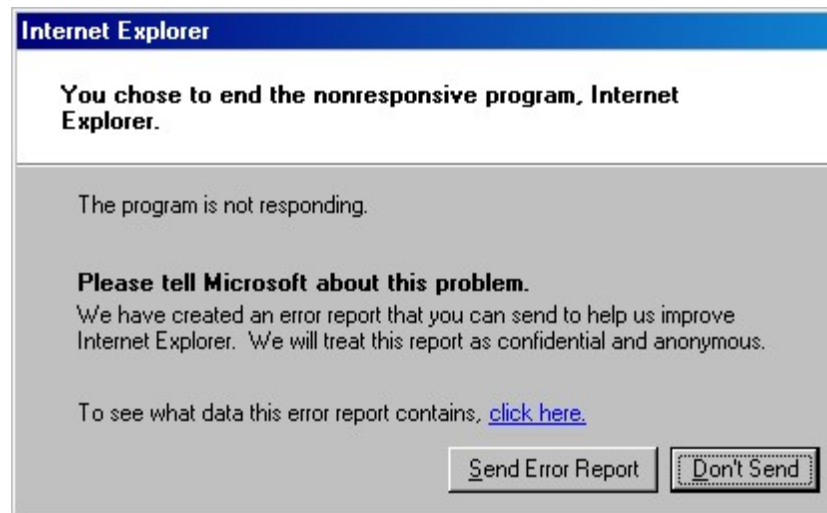 Internet Explorer
You chose to end the nonresponsive program, Internet
Explorer.
The program is not responding.
Please tell Microsoft about this problem.
We have created an error report that you can send to help us improve
Internet Explorer.  We will treat this report as confidential and anonymous.
To see what data this error report contains, click here.
Send Error Report
Don't Send